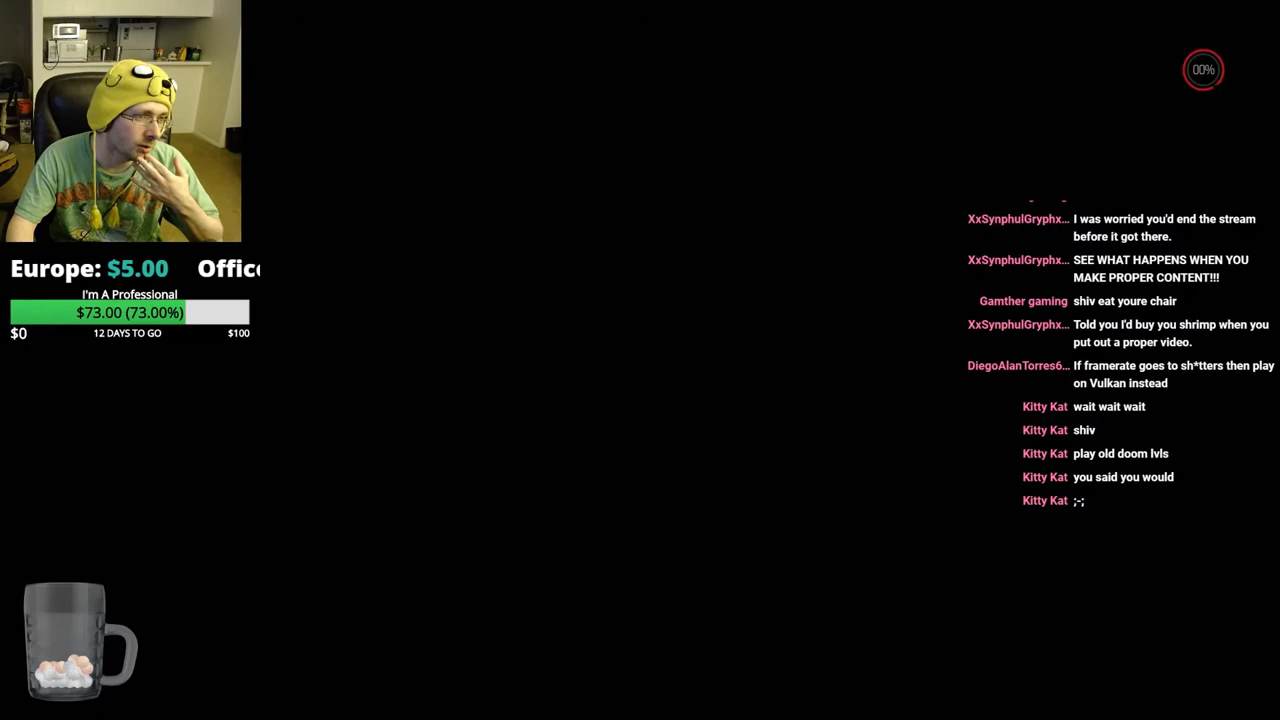 00%
XxSynphulGryphx... I was worried you'd end the stream
before it got there.
XxSynphulGryphx... SEE WHAT HAPPENS WHEN YOU
MAKE PROPER CONTENT!!!
Gamther gaming shiv eat youre chair
XxSynphulGryphx... Told you I'd buy you shrimp when you
put out a proper video.
DiegoAlanTorres6... If framerate goes to sh*tters then play
on Vulkan instead
Kitty Kat wait wait wait
Kitty Kat shiv
Kitty Kat play old doom lvls
Kitty Kat you said you would
Kitty Kat ;-;
Europe: $5.00 Offic
I'm A Professional
$73.00 (73.00%)
$0 12 DAYS TO GO $100